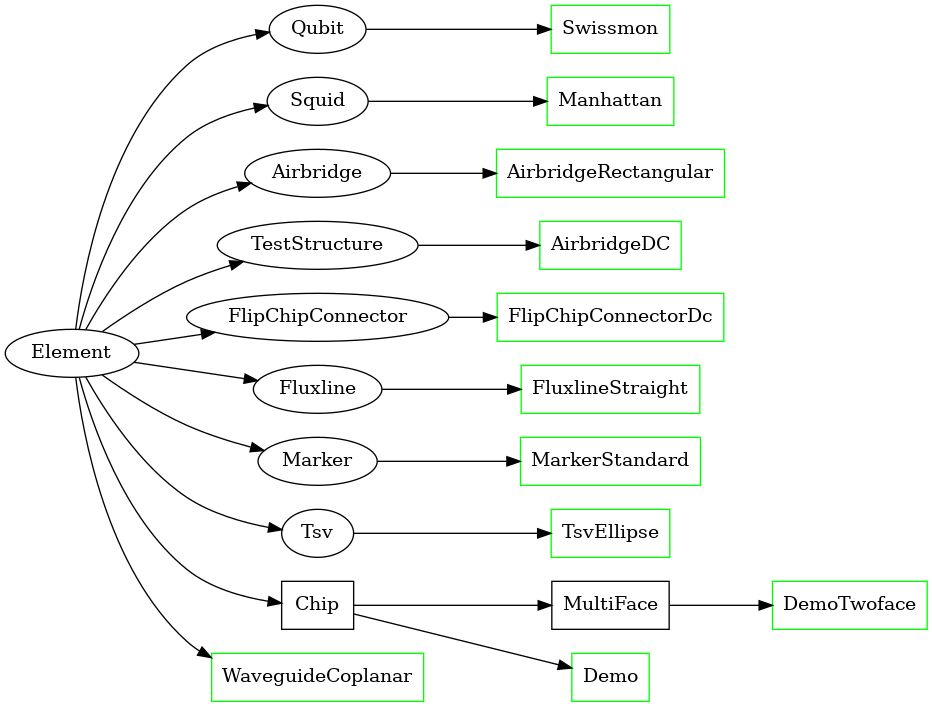 Qubit
Swissmon
Squid
Manhattan
Airbridge
AirbridgeRectangular
TestStructure
AirbridgeDC
FlipChipConnector
FlipChipConnectorDc
Element
Fluxline
FluxlineStraight
Marker
MarkerStandard
Tsv
TsvEllipse
Chip
MultiFace
DemoTwoface
WaveguideCoplanar
Demo